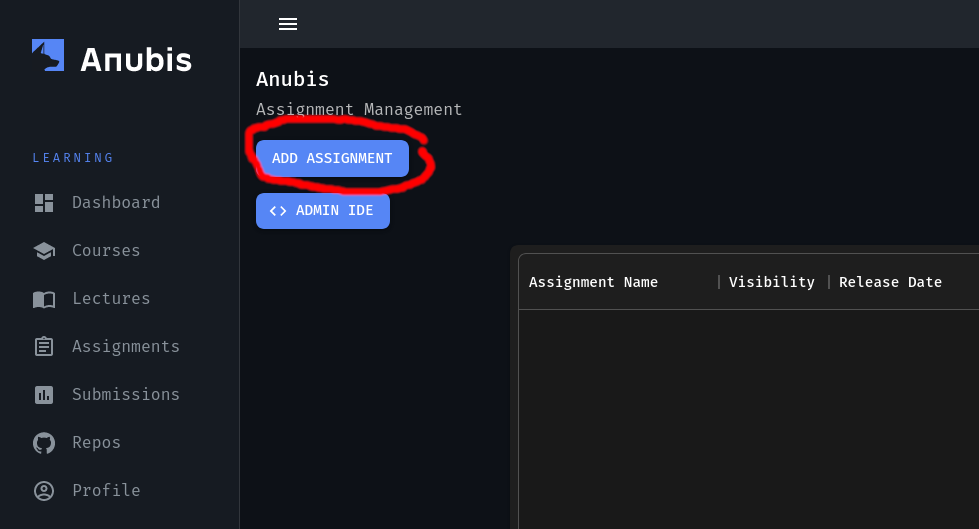 Anubis
LEARNING
Dashboard
Courses
Lectures
Assignments
Submissions
Repos
Profile
Anubis
Assignment Management
ADD ASSIGNMENT
<> ADMIN IDE
Assignment Name | Visibility | Release Date